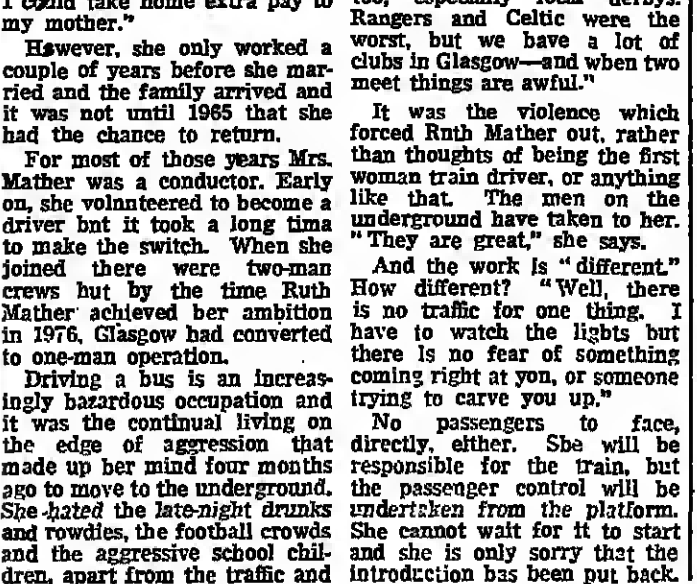 I could take home extra pay to
my mother."
However, she only worked a
couple of years before she mar-
ried and the family arrived and
it was not until 1965 that she
had the chance to return.
For most of those years Mrs.
Mather was a conductor. Early
on, she volnnteered to become a
driver bnt it took a long tima
to make the switch. When she
joined there were two-man
crews hut by the time Ruth
Mather achieved ber ambition
in 1976, Glasgow had converted
to one-man operation.
Driving a bus is an increas-
ingly bazardous occupation and
it was the continual living on
the edge of aggression that
made up ber mind four months
ago to move to the underground.
She hated the late-night drunks
and rowdies, the football crowds
and the aggressive school chil-
dren, apart from the traffic and
too, especially local derbys.
Rangers and Celtic were the
worst, but we bave a lot of
clubs in Glasgow—and when two
meet things are awful."
It was the violence which
forced Rnth Mather out, rather
than thoughts of being the first
woman train driver, or anything
like that. The men on the
underground have taken to her.
"They are great," she says.
And the work is "different."
How different? "Well, there
is no traffic for one thing. I
have to watch the lights but
there is no fear of something
coming right at yon, or someone
trying to carve you up."
No passengers to face,
directly, either. Sbe will be
responsible for the train, but
the passenger control will be
undertaken from the platform.
She cannot wait for it to start
and she is only sorry that the
introduction bas been put back.